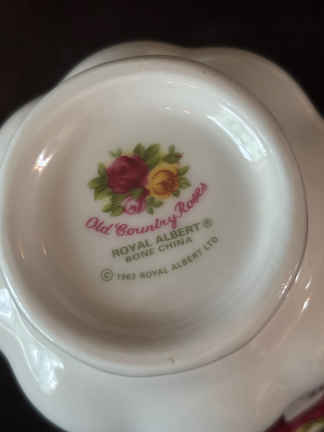 Old Country Roses
ROYAL ALBERT®
BONE CHINA
© 1962 ROYAL ALBERT LTD